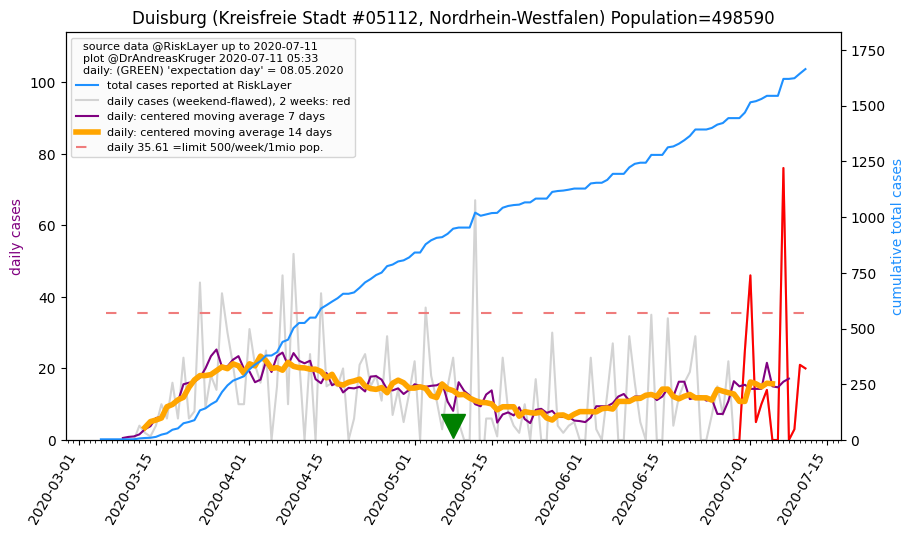 Duisburg (Kreisfreie Stadt #05112, Nordrhein-Westfalen) Population=498590
source data @RiskLayer up to 2020-07-11
plot @DrAndreasKruger 2020-07-11 05:33
daily: (GREEN) 'expectation day' = 08.05.2020
total cases reported at RiskLayer
daily cases (weekend-flawed), 2 weeks: red
daily: centered moving average 7 days
daily: centered moving average 14 days
daily 35.61 =limit 500/week/1mio pop.
daily cases
100
80
60
40
20
0
cumulative total cases
1750
1500
1250
1000
750
500
250
0
2020-03-01
2020-03-15
2020-04-01
2020-04-15
2020-05-01
2020-05-15
2020-06-01
2020-06-15
2020-07-01
2020-07-15